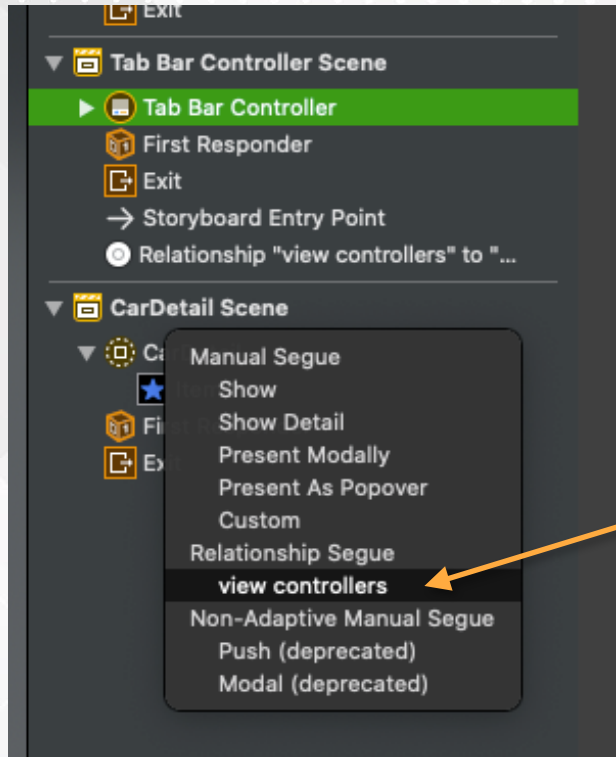 Exit
Tab Bar Controller Scene
Tab Bar Controller
First Responder
Exit
Storyboard Entry Point
Relationship "view controllers" to "...
CarDetail Scene
Manual Segue
Show
Show Detail
Present Modally
Present As Popover
Custom
Relationship Segue
view controllers
Non-Adaptive Manual Segue
Push (deprecated)
Modal (deprecated)